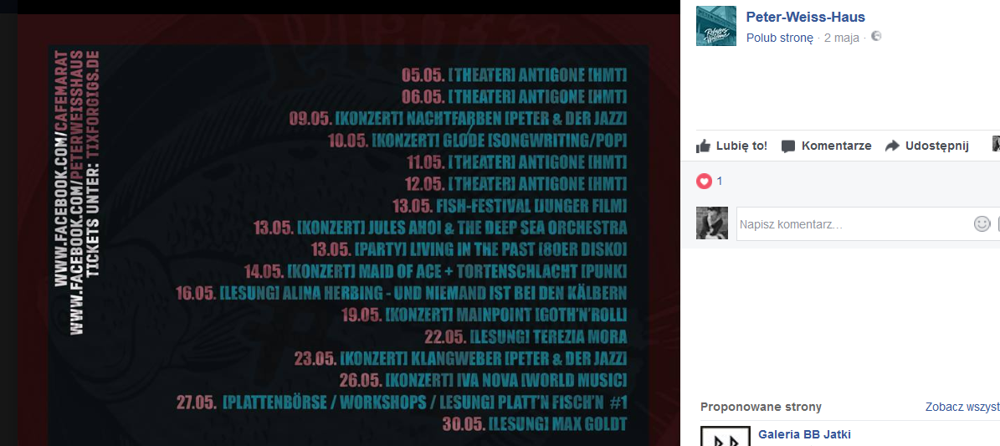 WWW.FACEBOOK.COM/CAFEMARAT
WWW.FACEBOOK.COM/PETERWEISSHAUS
TICKETS UNTER: TIXFORGIGS.DE
05.05. [THEATER] ANTIGONE [HMT]
06.05. [THEATER] ANTIGONE [HMT]
09.05. [KONZERT] NACHTFARBEN [PETER & DER JAZZ]
10.05. [KONZERT] GLØDE [SONGWRITING/POP]
11.05. [THEATER] ANTIGONE [HMT]
12.05. [THEATER] ANTIGONE [HMT]
13.05. FISH-FESTIVAL [JUNGER FILM]
13.05. [KONZERT] JULES AHOI & THE DEEP SEA ORCHESTRA
13.05. [PARTY] LIVING IN THE PAST [80ER DISKO]
14.05. [KONZERT] MAID OF ACE + TORTENSCHLACHT [PUNK]
16.05. [LESUNG] ALINA HERBING - UND NIEMAND IST BEI DEN KÄLBERN
19.05. [KONZERT] MAINPOINT [GOTH'N'ROLL]
22.05. [LESUNG] TEREZIA MORA
23.05. [KONZERT] KLANGWEBER [PETER & DER JAZZ]
26.05. [KONZERT] IVA NOVA [WORLD MUSIC]
27.05. [PLATTENBÖRSE / WORKSHOPS / LESUNG] PLATT'N FISCH'N #1
30.05. [LESUNG] MAX GOLDT
Refugees Welcome
Peter-Weiss-Haus
Polub stronę · 2 maja ·
Lubię to! Komentarze Udostępnij
1
Napisz komentarz...
Proponowane strony Zobacz wszyst
Galeria BB Jatki